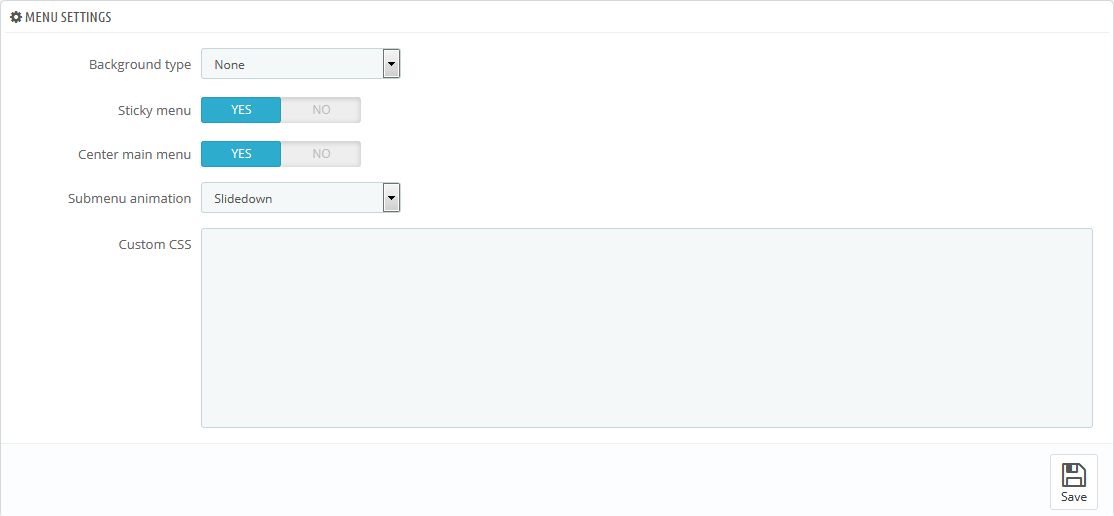 MENU SETTINGS
Background type None
Sticky menu YES NO
Center main menu YES NO
Submenu animation Slidedown
Custom CSS
Save